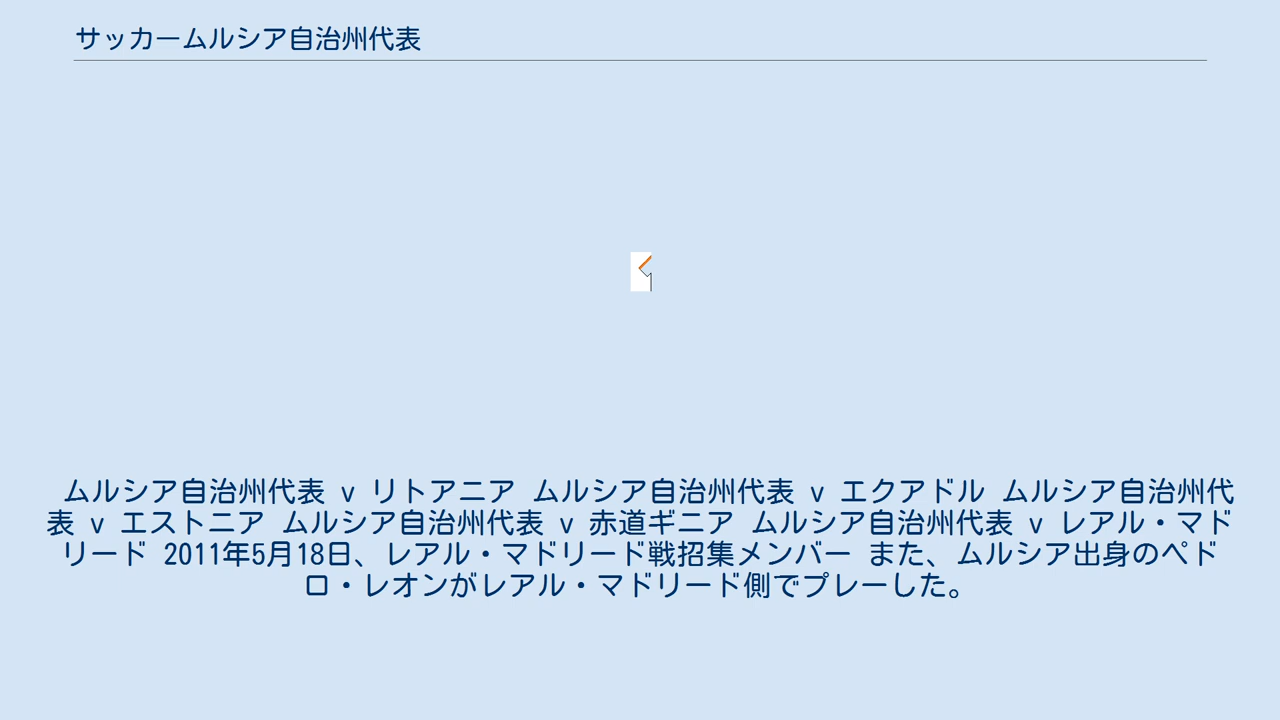 サッカームルシア自治州代表
ムルシア自治州代表 v リトアニア ムルシア自治州代表 v エクアドル ムルシア自治州代
表 v エストニア ムルシア自治州代表 v 赤道ギニア ムルシア自治州代表 v レアル・マド
リード 2011年5月18日、レアル・マドリード戦招集メンバー また、ムルシア出身のペド
ロ・レオンがレアル・マドリード側でプレーした。